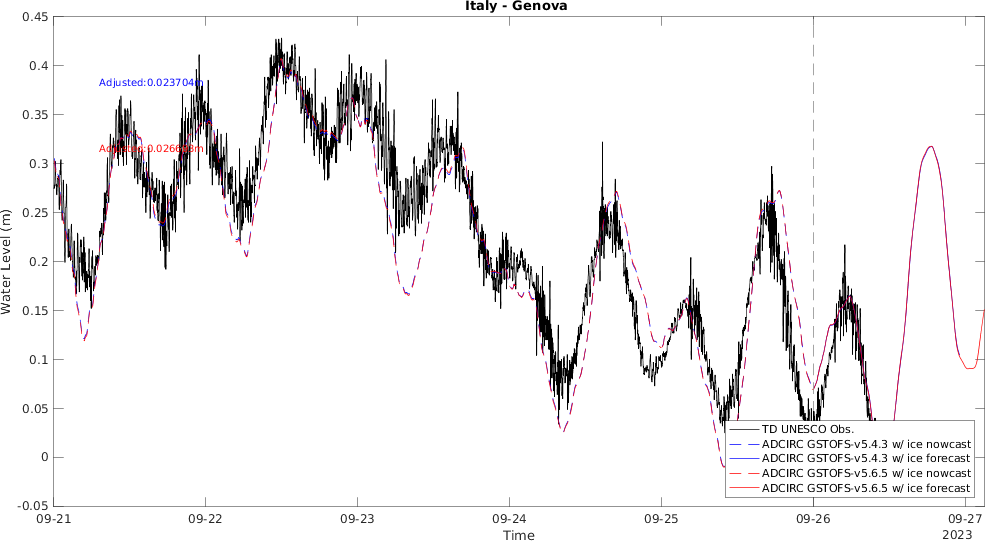 Italy - Genova
0.45
0.4
0.35
0.3
0.25
0.2
0.15
0.1
0.05
0
-0.05
Water Level (m)
Adjusted:0.023704m
TD UNESCO Obs.
ADCIRC GSTOFS-v5.4.3 w/ ice nowcast
ADCIRC GSTOFS-v5.4.3 w/ ice forecast
ADCIRC GSTOFS-v5.6.5 w/ ice nowcast
ADCIRC GSTOFS-v5.6.5 w/ ice forecast
09-21 09-22 09-23 09-24 09-25 09-26 09-27
2023
Time